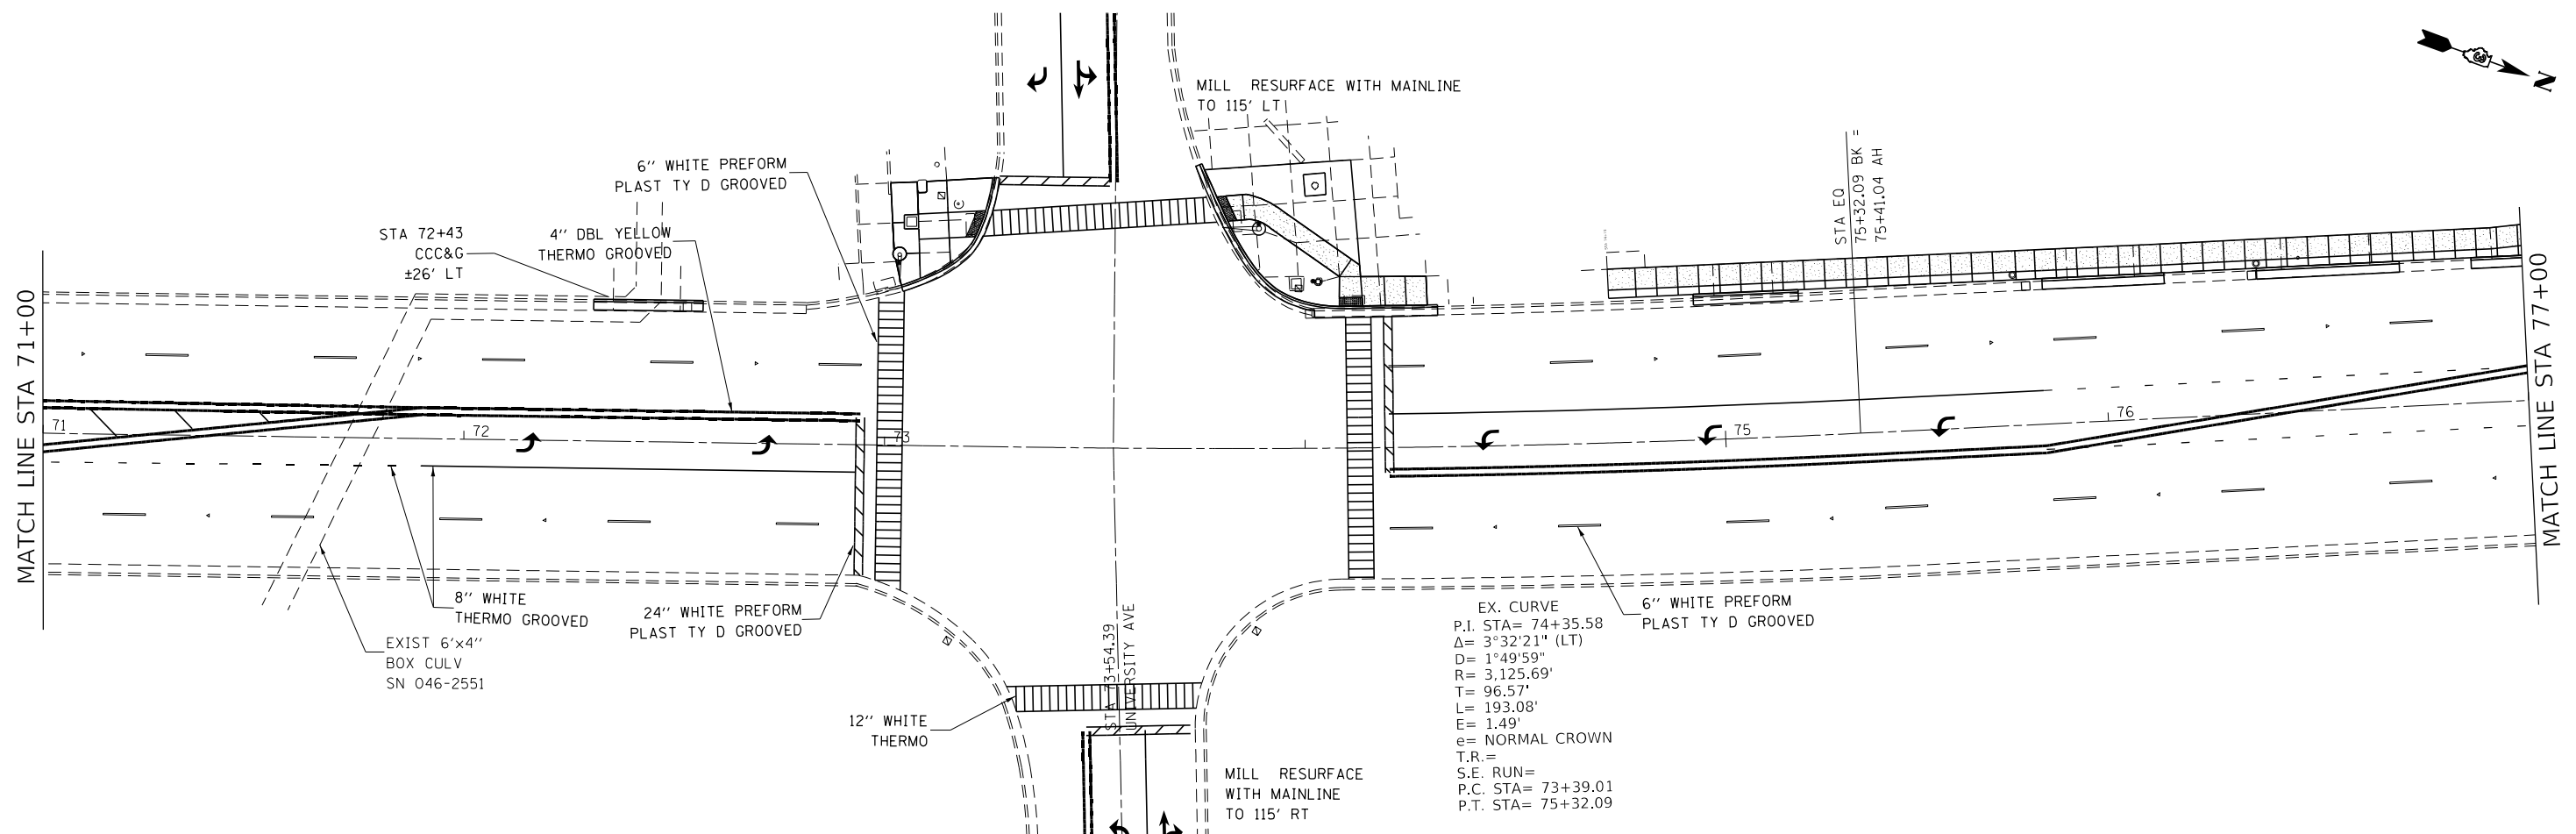 MILL RESURFACE WITH MAINLINE
TO 115' LT
N
6'' WHITE PREFORM
PLAST TY D GROOVED
STA 72+43
CCC&G
±26' LT
4'' DBL YELLOW
THERMO GROOVED
STA EQ
75+32.09 BK =
75+41.04 AH
MATCH LINE STA 71+00
MATCH LINE STA 77+00
71
72
73
75
76
8'' WHITE
THERMO GROOVED
EXIST 6'x4''
BOX CULV
SN 046-2551
24'' WHITE PREFORM
PLAST TY D GROOVED
12'' WHITE
THERMO
STA 73+54.39
UNIVERSITY AVE
MILL RESURFACE
WITH MAINLINE
TO 115' RT
EX. CURVE
P.I. STA= 74+35.58
Δ= 3°32'21" (LT)
D= 1°49'59"
R= 3,125.69'
T= 96.57'
L= 193.08'
E= 1.49'
e= NORMAL CROWN
T.R.=
S.E. RUN=
P.C. STA= 73+39.01
P.T. STA= 75+32.09
6'' WHITE PREFORM
PLAST TY D GROOVED